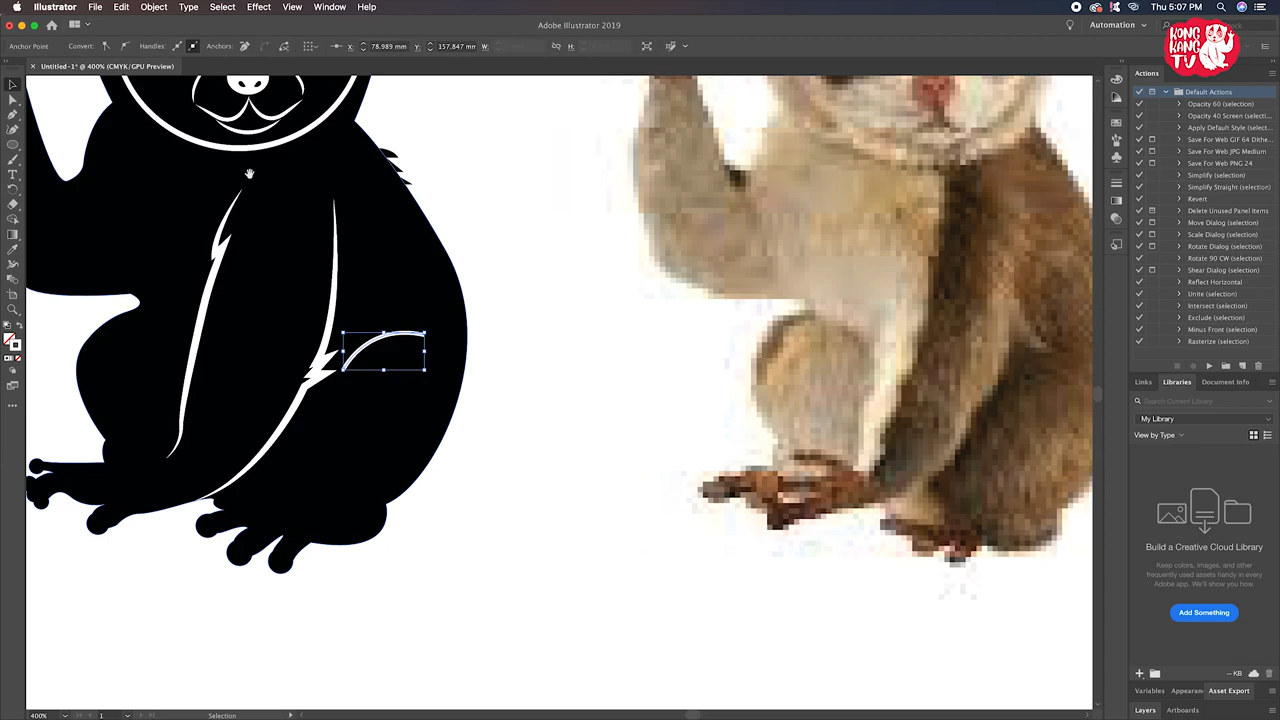 Illustrator File Edit Object Type Select Effect View Window Help Thu 5:07 PM
Adobe Illustrator 2019 Automation
Anchor Point Convert: Handles: Anchors: X: 78.989 mm Y: 157.847 mm W: H:
KONG KANG TV
× Untitled-1* @ 400% (CMYK/GPU Preview)
Actions
Default Actions
Opacity 60 (selection)
Opacity 40 Screen (selecti...
Apply Default Style (select...
Save For Web GIF 64 Dithe...
Save For Web JPG Medium
Save For Web PNG 24
Simplify (selection)
Simplify Straight (selection)
Revert
Delete Unused Panel Items
Move Dialog (selection)
Scale Dialog (selection)
Rotate Dialog (selection)
Rotate 90 CW (selection)
Shear Dialog (selection)
Reflect Horizontal
Unite (selection)
Intersect (selection)
Exclude (selection)
Minus Front (selection)
Rasterize (selection)
Links Libraries Document Info
Search Current Library
My Library
View by Type
Build a Creative Cloud Library
Keep colors, images, and other
frequently used assets handy in every
Adobe app. We'll show you how.
Add Something
-- KB
Variables Appearan Asset Export
Layers Artboards
400% 1 Selection